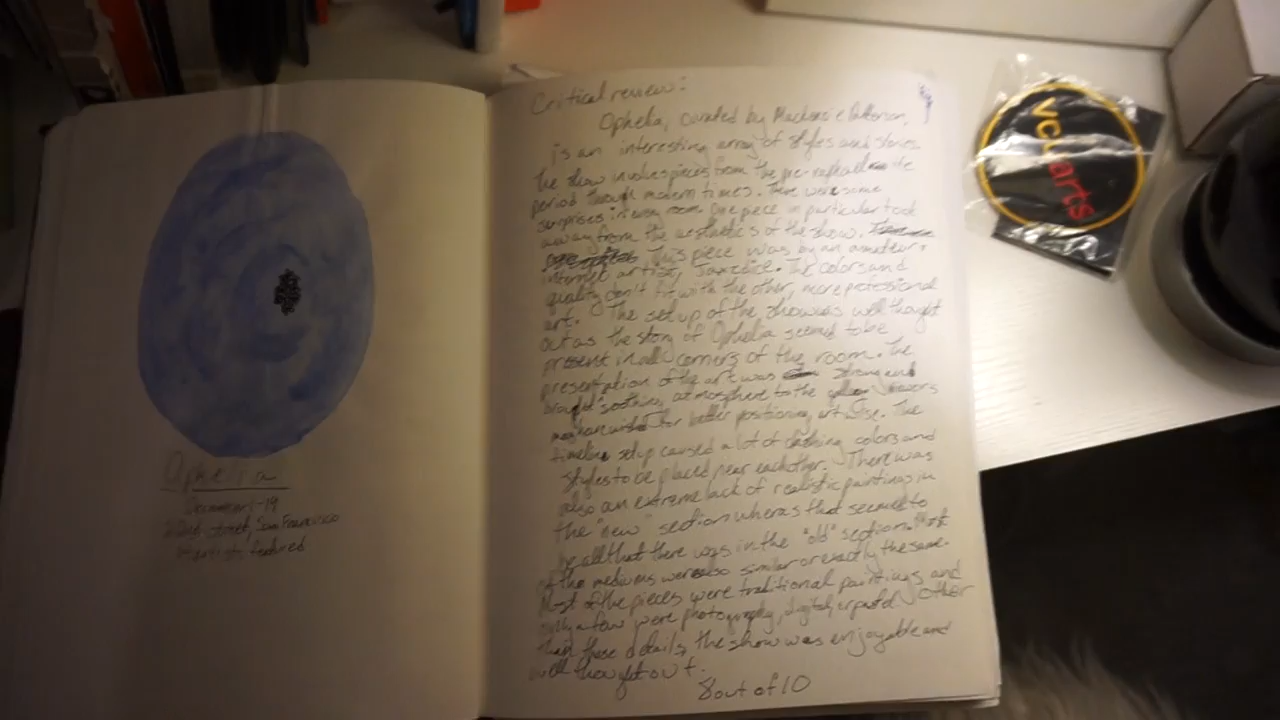 Ophelia
December 1-19
Street, San Francisco
artists featured
Critical review:
Ophelia, curated by Mackenzie Patterson,
is an interesting array of styles and stories.
The show involves pieces from the pre-raphaelite
period through modern times. There were some
surprises in every room. One piece in particular took
away from the aesthetics of the show.
this piece was by an amateur
internet artist, The colors and
quality don't fit with the other, more professional
art. The set up of the show was well thought
out as the story of Ophelia seemed to be
present in all corners of the room. The
presentation of the art was strong and
brought soothing atmosphere to the viewers
for better positioning, art wise. The
timeline setup caused a lot of clashing colors and
styles to be placed near each other. There was
also an extreme lack of realistic paintings in
the "new" section wheras that seemed to
be all that there was in the "old" section. Most
of the mediums were also similar or exactly the same.
Most of the pieces were traditional paintings and
only a few were photography, digital, or pastel. Other
than these details, the show was enjoyable and
well thought out.
8 out of 10
vcuarts